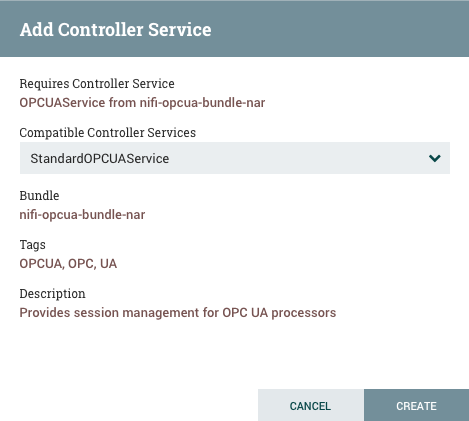 Add Controller Service
Requires Controller Service
OPCUAService from nifi-opcua-bundle-nar
Compatible Controller Services
StandardOPCUAService
Bundle
nifi-opcua-bundle-nar
Tags
OPCUA, OPC, UA
Description
Provides session management for OPC UA processors
CANCEL
CREATE